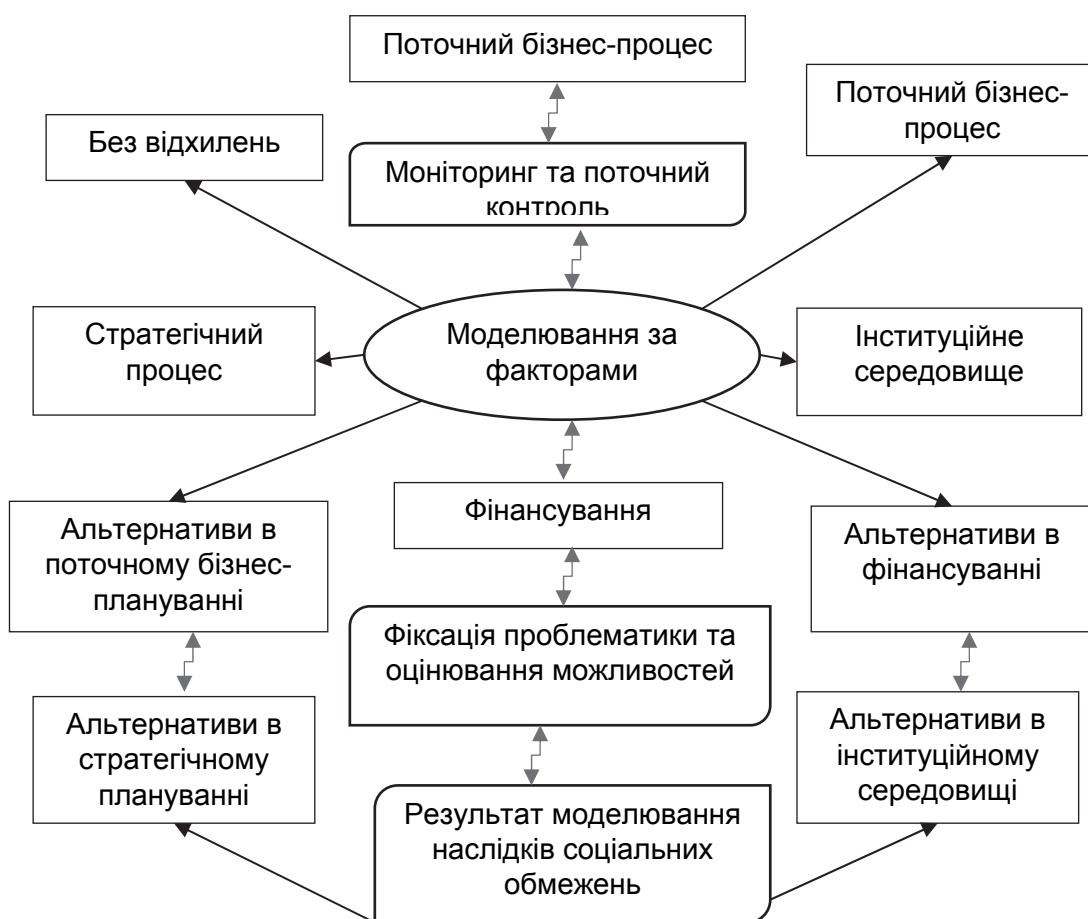 Поточний бізнес-процес
Поточний бізнес-
процес
Без відхилень
Моніторинг та поточний
контроль
Стратегічний
процес
Моделювання за
факторами
Інституційне
середовище
Альтернативи в
поточному бізнес-
плануванні
Фінансування
Альтернативи в
фінансуванні
Фіксація проблематики та
оцінювання можливостей
Альтернативи в
стратегічному
плануванні
Альтернативи в
інституційному
середовищі
Результат моделювання
наслідків соціальних
обмежень